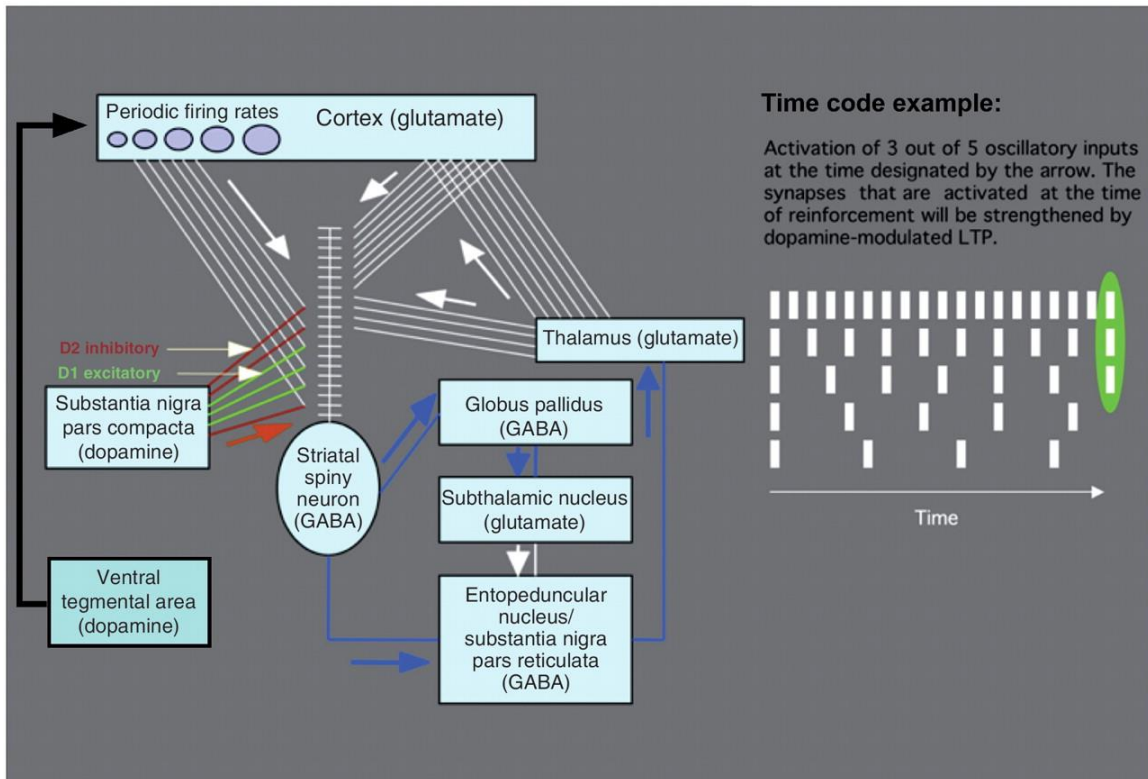 Periodic firing rates
Cortex (glutamate)
D2 inhibitory
D1 excitatory
Substantia nigra
pars compacta
(dopamine)
Ventral
tegmental area
(dopamine)
Striatal
spiny
neuron
(GABA)
Thalamus (glutamate)
Globus pallidus
(GABA)
Subthalamic nucleus
(glutamate)
Entopeduncular
nucleus/
substantia nigra
pars reticulata
(GABA)
Time code example:
Activation of 3 out of 5 oscillatory inputs
at the time designated by the arrow. The
synapses that are activated at the time
of reinforcement will be strengthened by
dopamine-modulated LTP.
Time